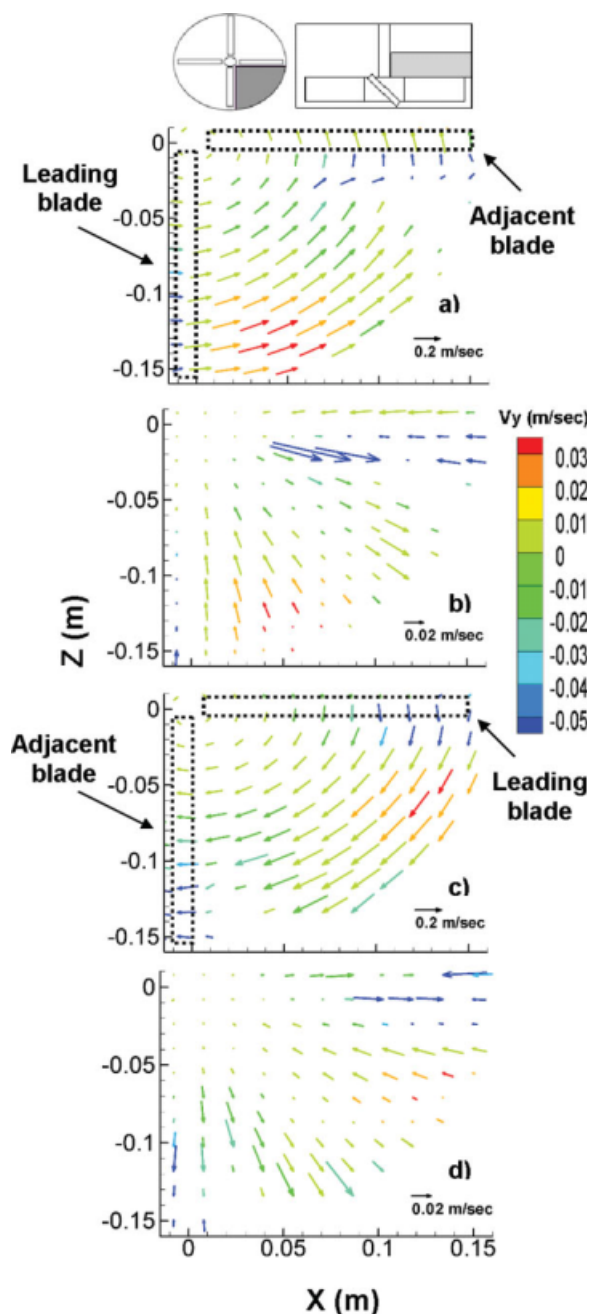 0
Leading
blade
-0.05
Adjacent
blade
-0.1
a)
0.2 m/sec
-0.15
0
Vy (m/sec)
0.03
-0.05
0.02
0.01
0
-0.1
b)
-0.01
0.02 m/sec
-0.02
Z (m)
-0.15
-0.03
-0.04
0
-0.05
Adjacent
blade
-0.05
Leading
blade
-0.1
c)
0.2 m/sec
-0.15
0
-0.05
-0.1
d)
0.02 m/sec
-0.15
0 0.05 0.1 0.15
X (m)